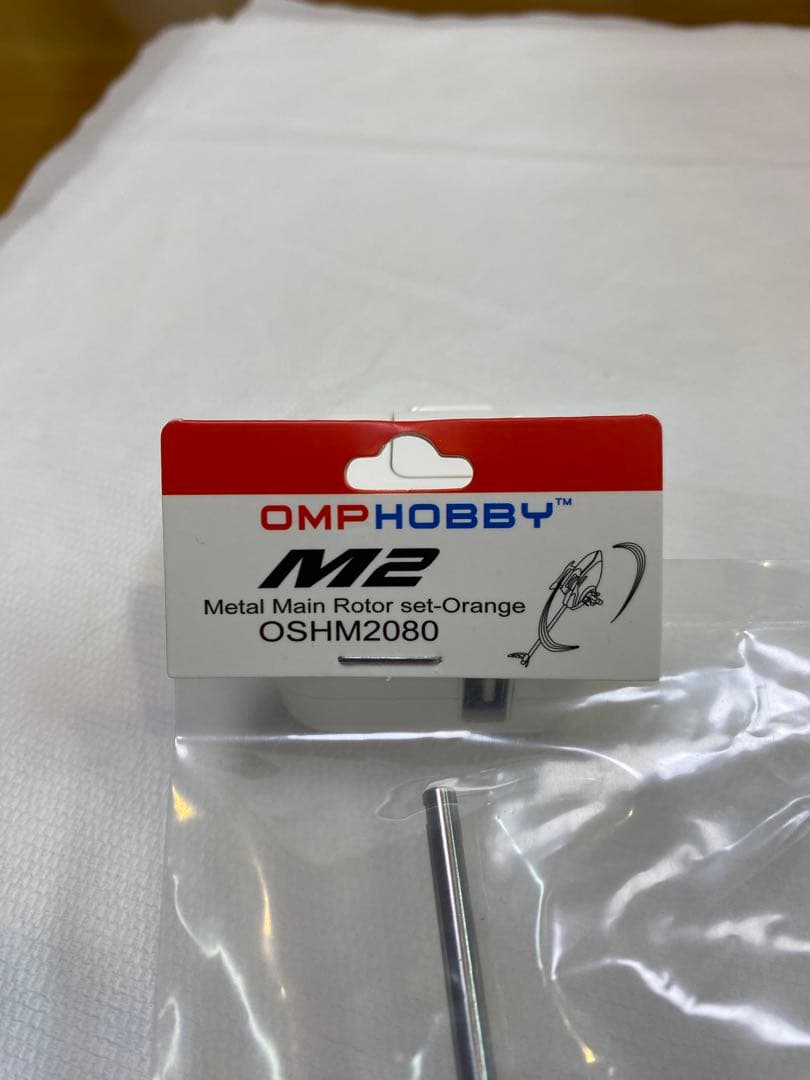 OMPHOBBY™
M2
Metal Main Rotor set-Orange
OSHM2080